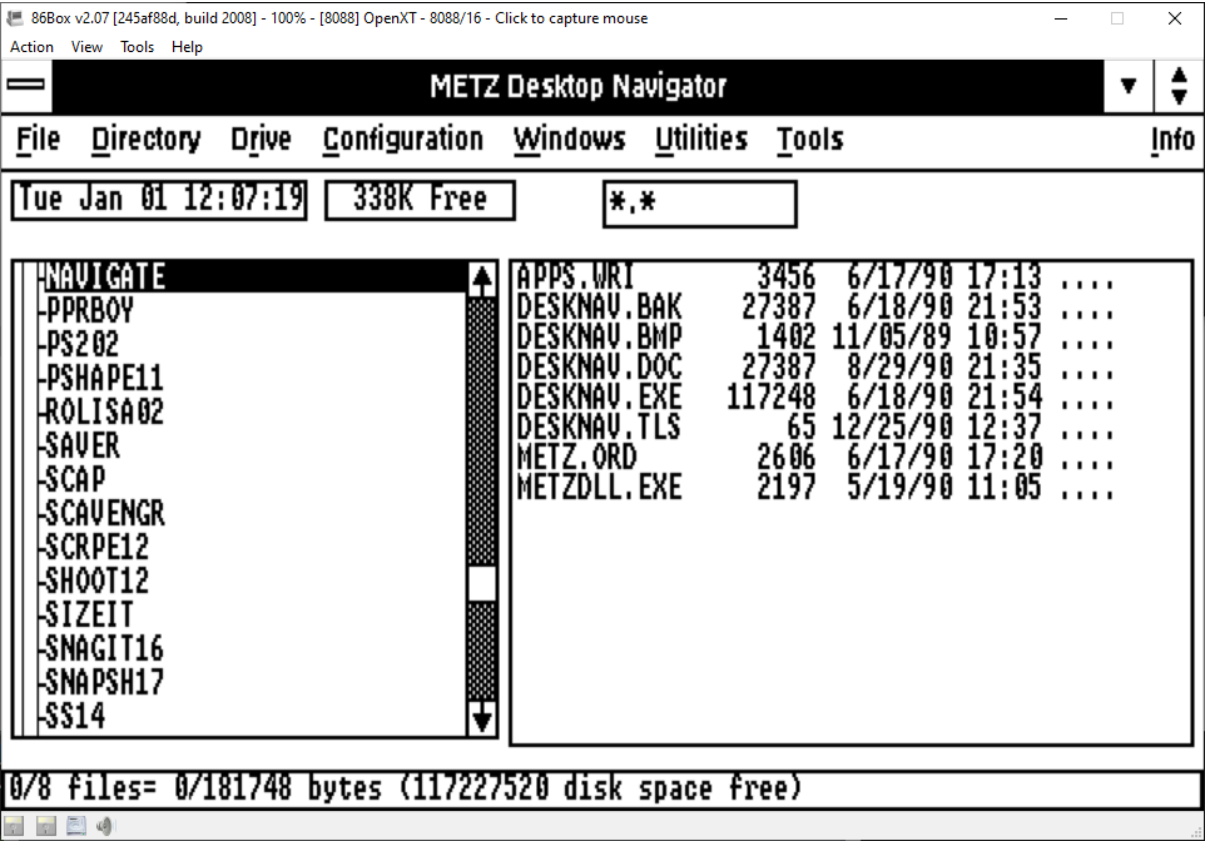 86Box v2.07 [245af88d, build 2008] - 100% - [8088] OpenXT - 8088/16 - Click to capture mouse
Action View Tools Help
METZ Desktop Navigator
File Directory Drive Configuration Windows Utilities Tools Info
Tue Jan 01 12:07:19 338K Free *.*
NAVIGATE
-PPRBOY
-PS202
-PSHAPE11
-ROLISA02
-SAVER
-SCAP
-SCAVENGR
-SCRPE12
-SHOOT12
-SIZEIT
-SNAGIT16
-SNAPSH17
-SS14
APPS.WRI 3456 6/17/90 17:13 ....
DESKNAV.BAK 27387 6/18/90 21:53 ....
DESKNAV.BMP 1402 11/05/89 10:57 ....
DESKNAV.DOC 27387 8/29/90 21:35 ....
DESKNAV.EXE 117248 6/18/90 21:54 ....
DESKNAV.TLS 65 12/25/90 12:37 ....
METZ.ORD 2606 6/17/90 17:20 ....
METZDLL.EXE 2197 5/19/90 11:05 ....
0/8 files= 0/181748 bytes (117227520 disk space free)